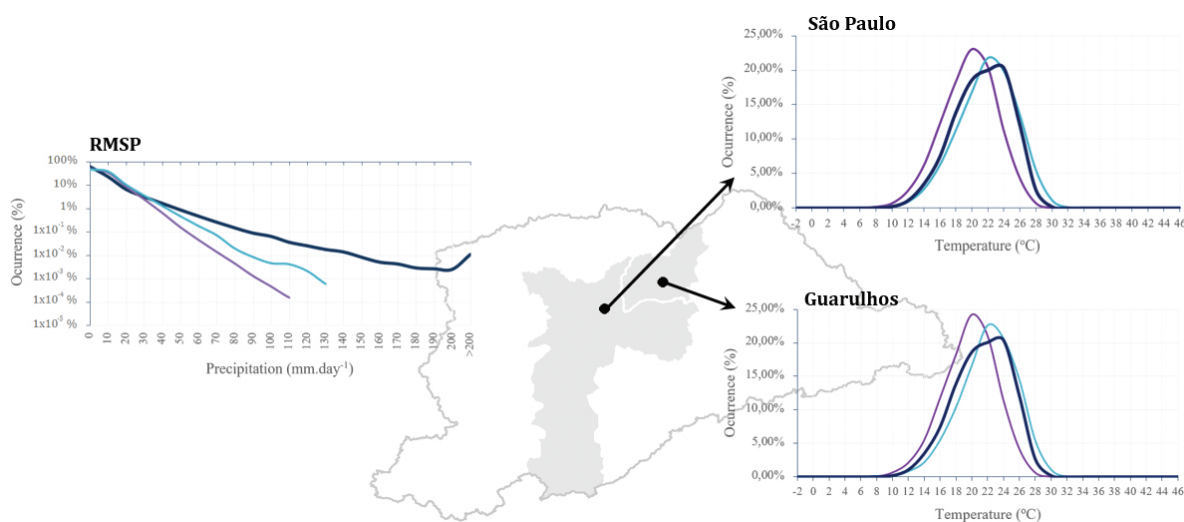 RMSP
Ocurrence (%)
100%
10%
1%
1x10⁻¹ %
1x10⁻² %
1x10⁻³ %
1x10⁻⁴ %
1x10⁻⁵ %
0 10 20 30 40 50 60 70 80 90 100 110 120 130 140 150 160 170 180 190 200 >200
Precipitation (mm.day⁻¹)
São Paulo
Ocurrence (%)
25,00%
20,00%
15,00%
10,00%
5,00%
0,00%
-2 0 2 4 6 8 10 12 14 16 18 20 22 24 26 28 30 32 34 36 38 40 42 44 46
Temperature (ºC)
Guarulhos
Ocurrence (%)
25,00%
20,00%
15,00%
10,00%
5,00%
0,00%
-2 0 2 4 6 8 10 12 14 16 18 20 22 24 26 28 30 32 34 36 38 40 42 44 46
Temperature (ºC)